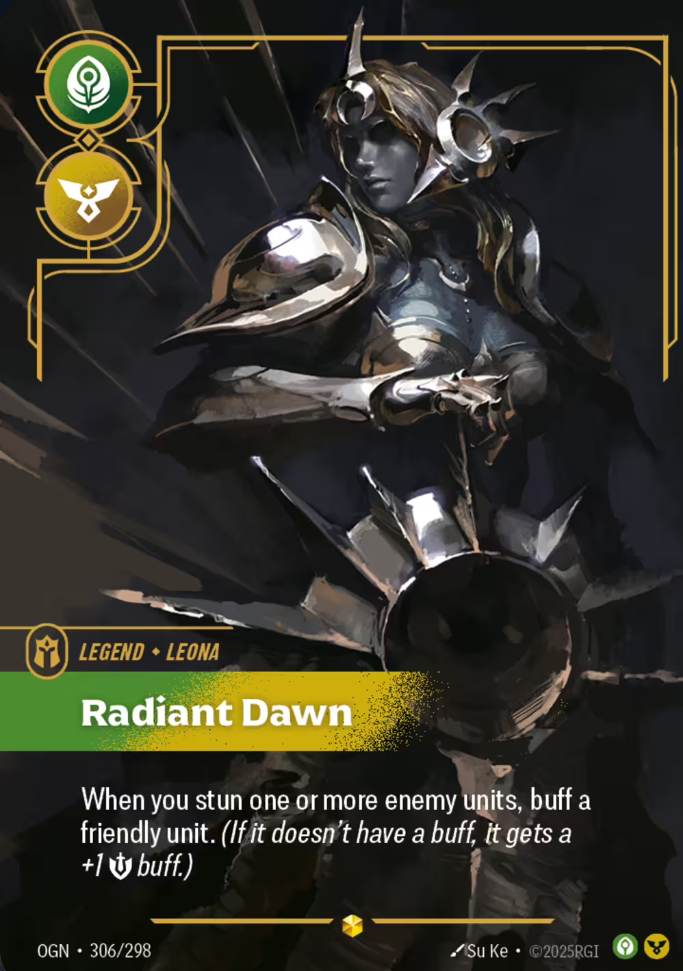 LEGEND • LEONA
Radiant Dawn
When you stun one or more enemy units, buff a
friendly unit. (If it doesn't have a buff, it gets a
+1 buff.)
OGN • 306/298
Su Ke • ©2025RGI